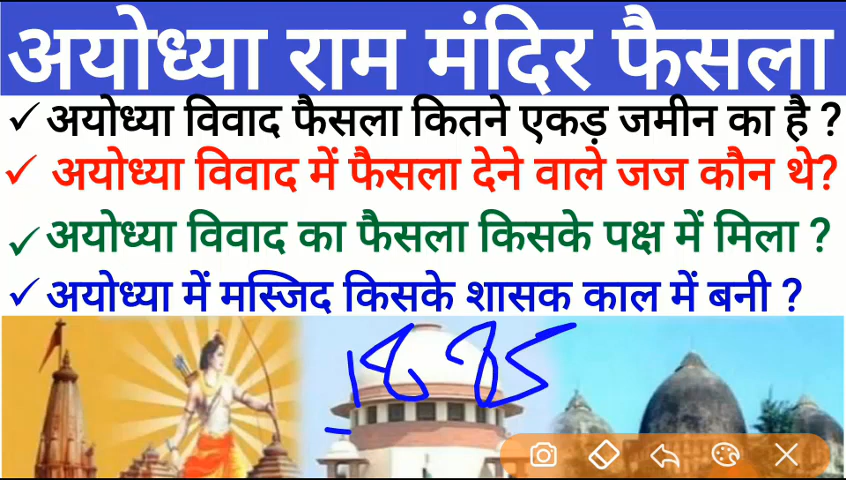 अयोध्या राम मंदिर फैसला
✓ अयोध्या विवाद फैसला कितने एकड़ जमीन का है ?
✓ अयोध्या विवाद में फैसला देने वाले जज कौन थे?
✓ अयोध्या विवाद का फैसला किसके पक्ष में मिला ?
✓ अयोध्या में मस्जिद किसके शासक काल में बनी ?
1885